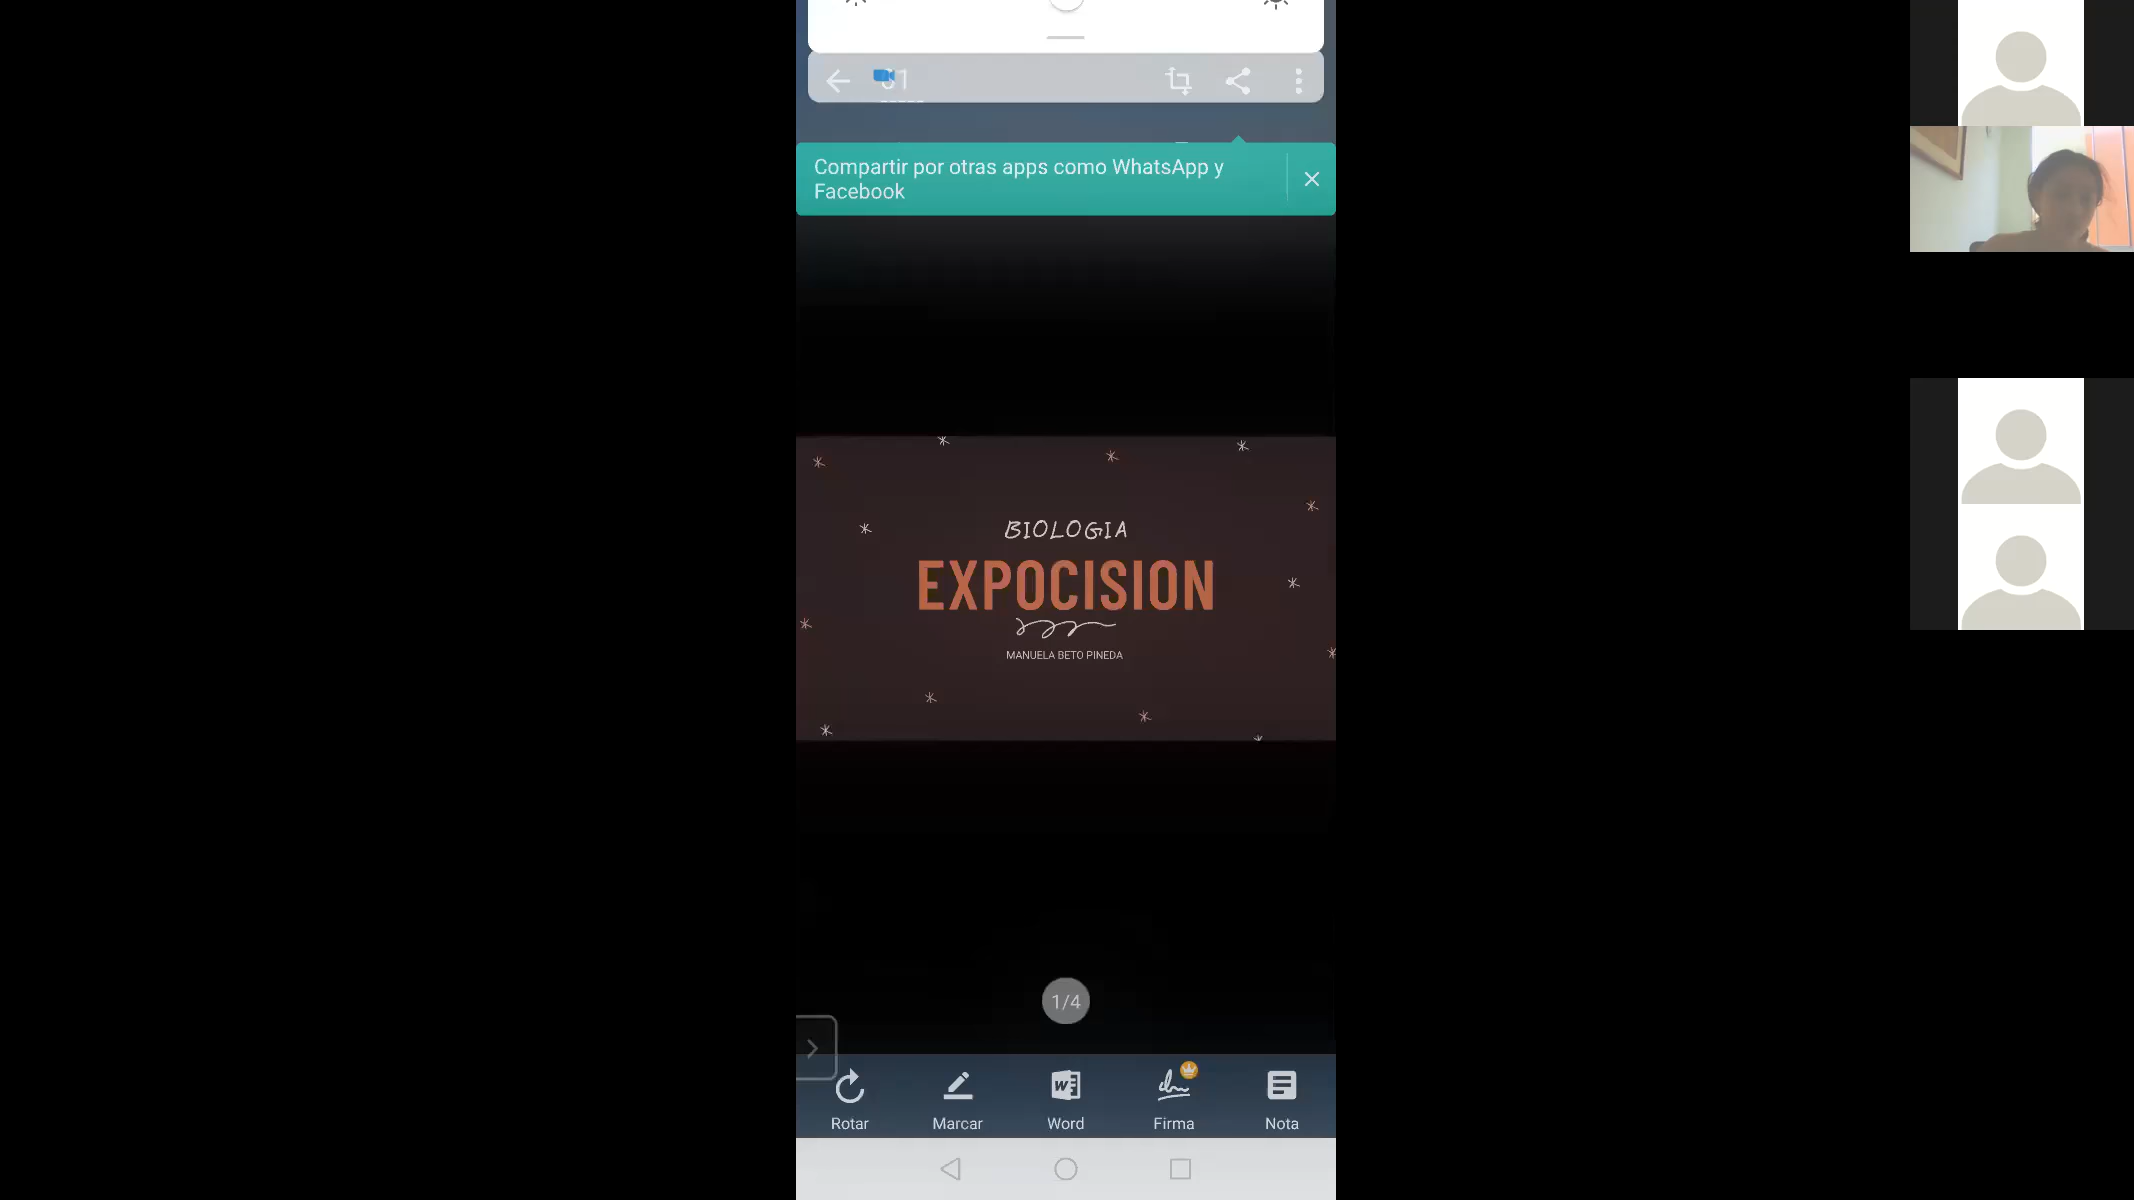 Compartir por otras apps como WhatsApp y
Facebook
BIOLOGIA
EXPOCISION
MANUELA BETO PINEDA
1/4
Rotar
Marcar
Word
Firma
Nota